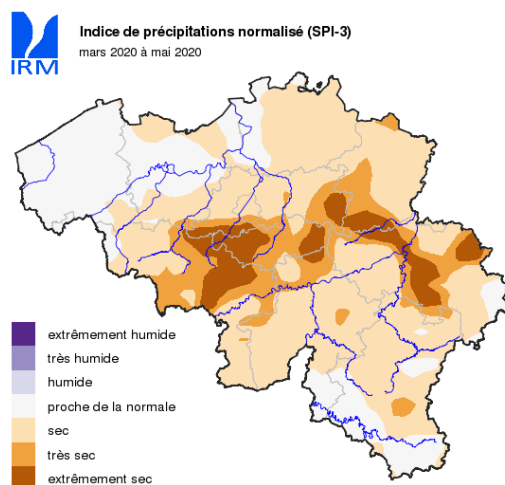 Indice de précipitations normalisé (SPI-3)
mars 2020 à mai 2020
IRM
extrêmement humide
très humide
humide
proche de la normale
sec
très sec
extrêmement sec